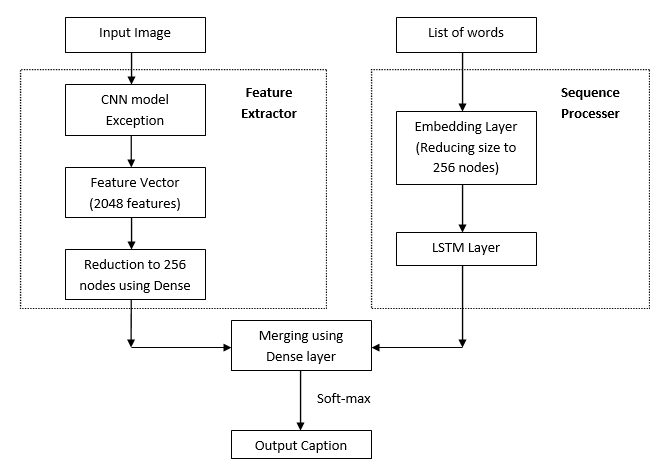 Input Image
List of words
Feature
Extractor
CNN model
Exception
Feature Vector
(2048 features)
Reduction to 256
nodes using Dense
Sequence
Processer
Embedding Layer
(Reducing size to
256 nodes)
LSTM Layer
Merging using
Dense layer
Soft-max
Output Caption